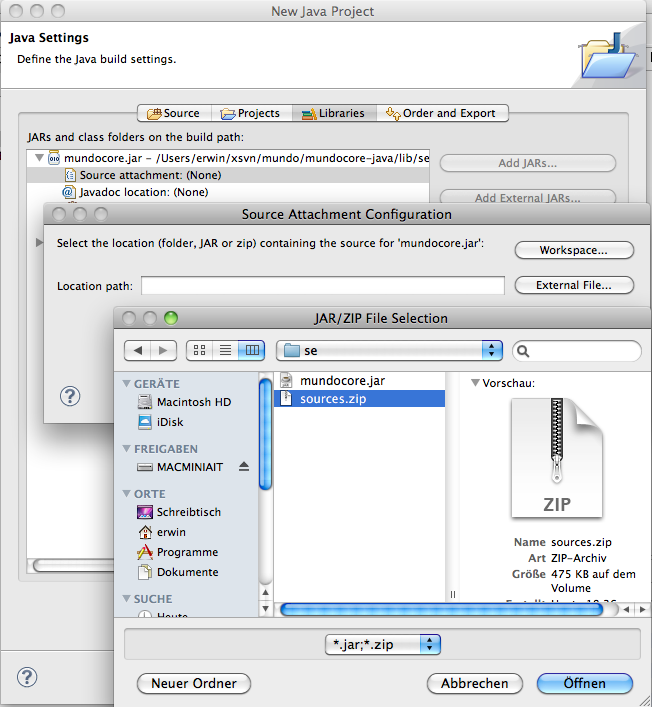 New Java Project
Java Settings
Define the Java build settings.
Source
Projects
Libraries
Order and Export
JARs and class folders on the build path:
mundocore.jar – /Users/erwin/xsvn/mundo/mundocore-java/lib/se
Add JARs...
Source attachment: (None)
Javadoc location: (None)
Add External JARs...
Source Attachment Configuration
Select the location (folder, JAR or zip) containing the source for 'mundocore.jar':
Workspace...
Location path:
External File...
JAR/ZIP File Selection
se
GERÄTE
Macintosh HD
iDisk
FREIGABEN
MACMINIAIT
ORTE
Schreibtisch
erwin
Programme
Dokumente
SUCHE
Heute
mundocore.jar
sources.zip
Vorschau:
ZIP
Name sources.zip
Art ZIP-Archiv
Größe 475 KB auf dem
Volume
*.jar;*.zip
Neuer Ordner
Abbrechen
Öffnen